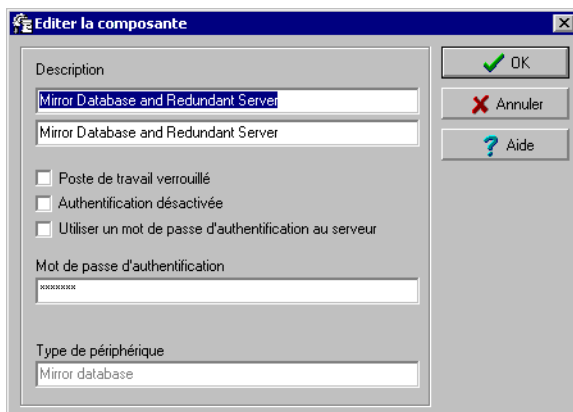 Editer la composante
Description
Mirror Database and Redundant Server
Mirror Database and Redundant Server
Poste de travail verrouillé
Authentification désactivée
Utiliser un mot de passe d'authentification au serveur
Mot de passe d'authentification
×××××××
Type de périphérique
Mirror database
OK
Annuler
Aide